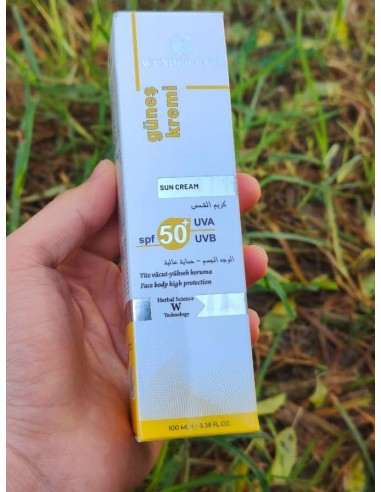 güneş
kremi
SUN CREAM
كريم الشمس
spf 50+ UVA
UVB
الوجه الجسم - حماية عالية
Yüz vücut-yüksek koruma
Face body high protection
Herbal Science
W
Technology
100 ML / 3.38 FL.OZ.